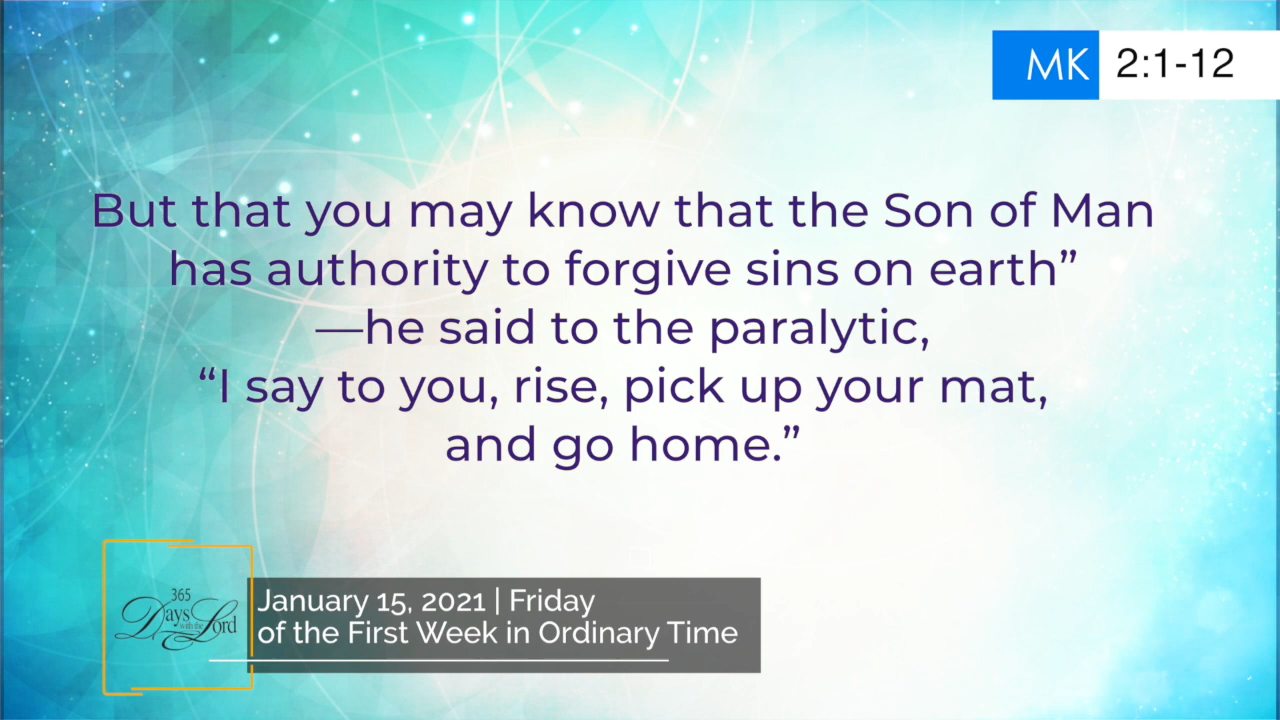 MK 2:1-12
But that you may know that the Son of Man
has authority to forgive sins on earth”
—he said to the paralytic,
“I say to you, rise, pick up your mat,
and go home.”
365
Days with the Lord
January 15, 2021 | Friday
of the First Week in Ordinary Time